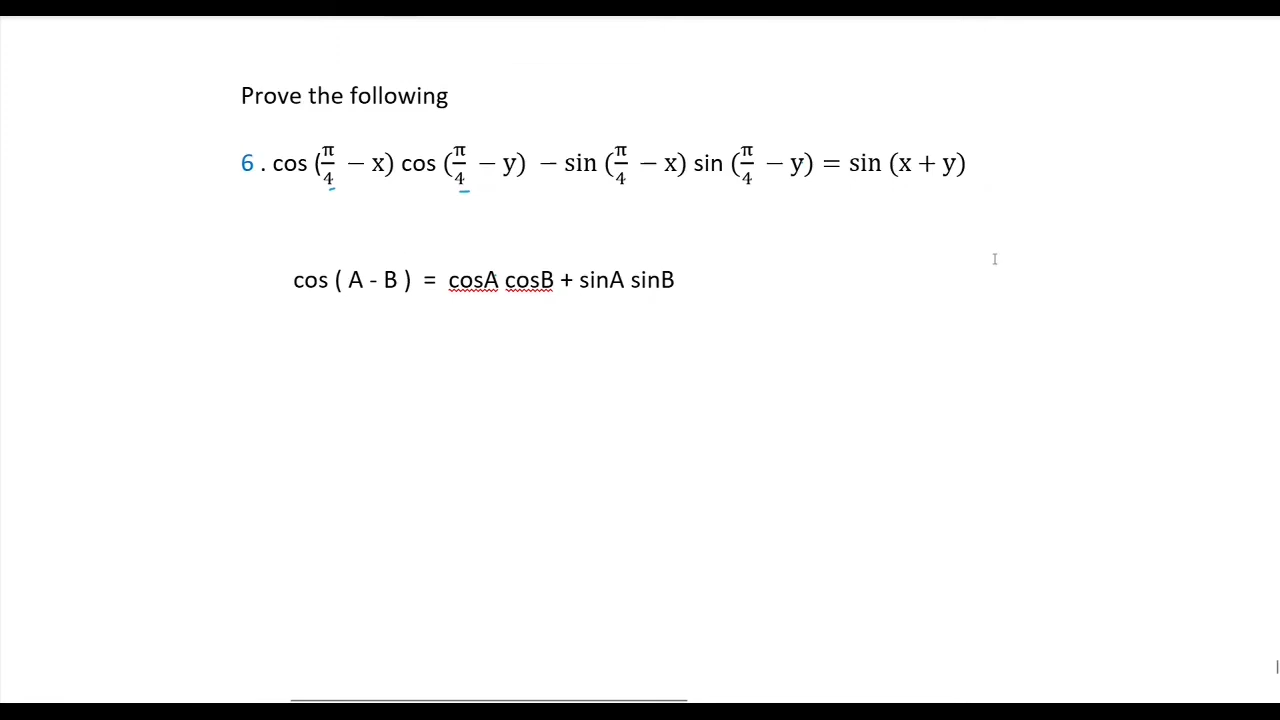 Prove the following
6 . cos (π/4 − x) cos (π/4 − y) − sin (π/4 − x) sin (π/4 − y) = sin (x + y)
cos ( A - B ) = cosA cosB + sinA sinB